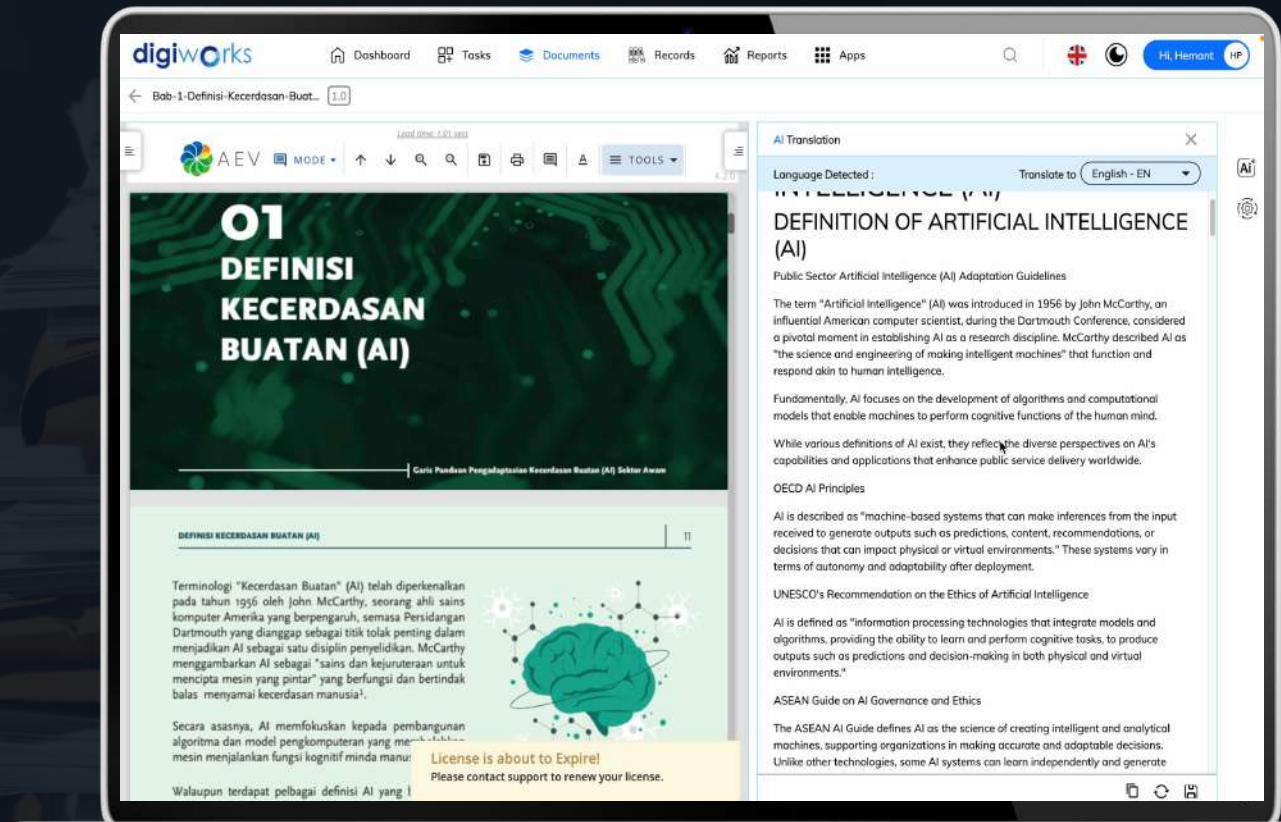 digiworks
Dashboard
Tasks
Documents
Records
Reports
Apps
Hi, Hemant
HP
Bab-1-Definisi-Kecerdasan-Buat...
1.0
Load time: 1.01 secs
AEV
MODE
TOOLS
4.2.0
01
DEFINISI
KECERDASAN
BUATAN (AI)
Garis Panduan Pengadaptasian Kecerdasan Buatan (AI) Sektor Awam
DEFINISI KECERDASAN BUATAN (AI)
11
Terminologi "Kecerdasan Buatan" (AI) telah diperkenalkan
pada tahun 1956 oleh John McCarthy, seorang ahli sains
komputer Amerika yang berpengaruh, semasa Persidangan
Dartmouth yang dianggap sebagai titik tolak penting dalam
menjadikan AI sebagai satu disiplin penyelidikan. McCarthy
menggambarkan AI sebagai "sains dan kejuruteraan untuk
mencipta mesin yang pintar" yang berfungsi dan bertindak
balas menyamai kecerdasan manusia¹.
Secara asasnya, AI memfokuskan kepada pembangunan
algoritma dan model pengkomputeran yang
mesin menjalankan fungsi kognitif minda
Walaupun terdapat pelbagai definisi AI yang
License is about to Expire!
Please contact support to renew your license.
AI Translation
Language Detected :
Translate to
English - EN
INTELLIGENCE (AI)
DEFINITION OF ARTIFICIAL INTELLIGENCE
(AI)
Public Sector Artificial Intelligence (AI) Adaptation Guidelines
The term "Artificial Intelligence" (AI) was introduced in 1956 by John McCarthy, an
influential American computer scientist, during the Dartmouth Conference, considered
a pivotal moment in establishing AI as a research discipline. McCarthy described AI as
"the science and engineering of making intelligent machines" that function and
respond akin to human intelligence.
Fundamentally, AI focuses on the development of algorithms and computational
models that enable machines to perform cognitive functions of the human mind.
While various definitions of AI exist, they reflect the diverse perspectives on AI's
capabilities and applications that enhance public service delivery worldwide.
OECD AI Principles
AI is described as "machine-based systems that can make inferences from the input
received to generate outputs such as predictions, content, recommendations, or
decisions that can impact physical or virtual environments." These systems vary in
terms of autonomy and adaptability after deployment.
UNESCO's Recommendation on the Ethics of Artificial Intelligence
AI is defined as "information processing technologies that integrate models and
algorithms, providing the ability to learn and perform cognitive tasks, to produce
outputs such as predictions and decision-making in both physical and virtual
environments."
ASEAN Guide on AI Governance and Ethics
The ASEAN AI Guide defines AI as the science of creating intelligent and analytical
machines, supporting organizations in making accurate and adaptable decisions.
Unlike other technologies, some AI systems can learn independently and generate
Ai